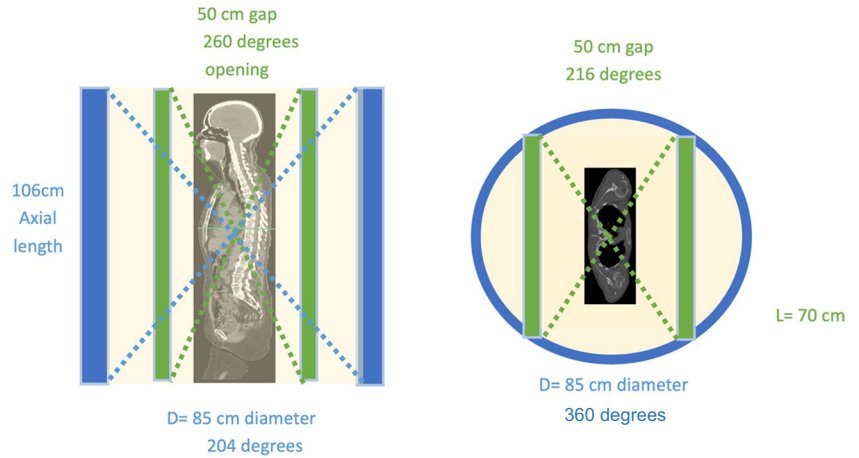 50 cm gap
260 degrees
opening
106cm
Axial
length
D= 85 cm diameter
204 degrees
50 cm gap
216 degrees
L= 70 cm
D= 85 cm diameter
360 degrees